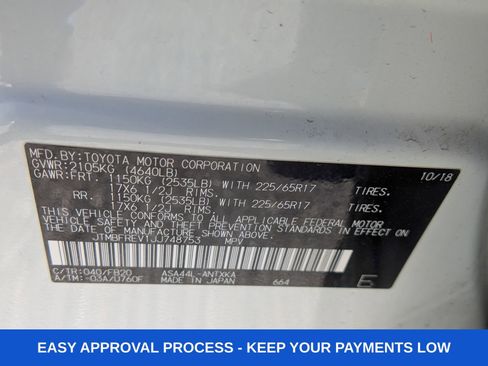 MFD.BY:TOYOTA MOTOR CORPORATION 10/18
GVWR:2105KG (4640LB)
GAWR:FRT. 1150KG (2535LB) WITH 225/65R17 TIRES.
17X6 1/2J RIMS.
RR. 1150KG (2535LB) WITH 225/65R17 TIRES.
17X6 1/2J RIMS.
THIS VEHICLE CONFORMS TO ALL APPLICABLE FEDERAL MOTOR
VEHICLE SAFETY AND THEFT PREVENTION STANDARDS IN EFFECT ON
THE DATE OF MANUFACTURE SHOWN ABOVE.
JTMBFREV1JJ748753 MPV
C/TR:040/FB20 ASA44L-ANTXKA
A/TM:-03A/U760F MADE IN JAPAN 664 E
EASY APPROVAL PROCESS - KEEP YOUR PAYMENTS LOW